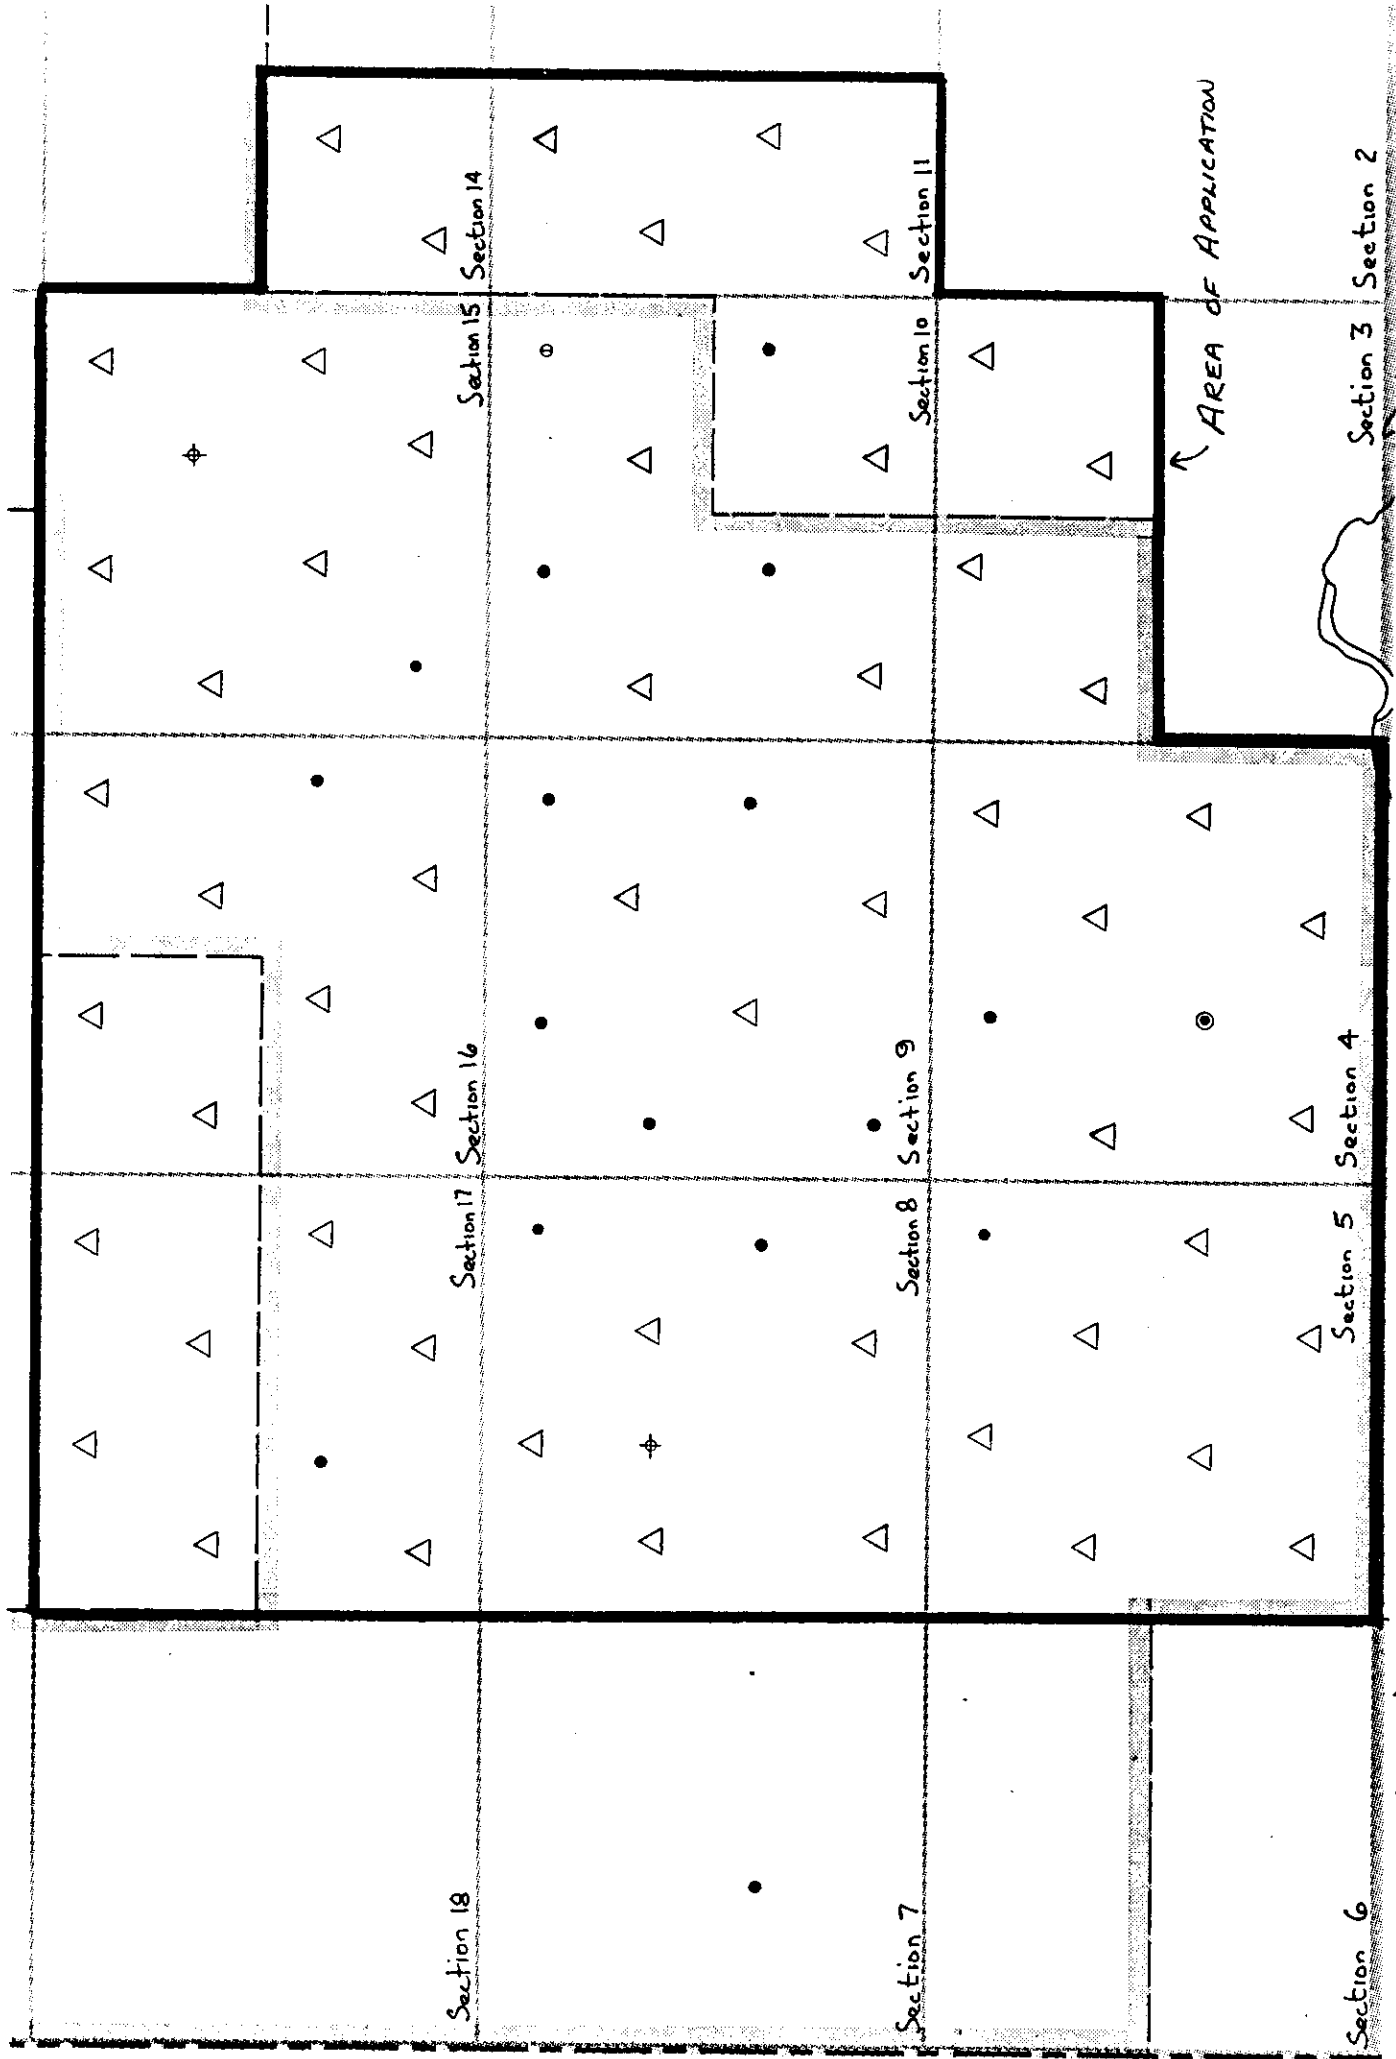 Section 18
Section 17
Section 16
Section 15
Section 14
Section 7
Section 8
Section 9
Section 10
Section 11
AREA OF APPLICATION
Section 6
Section 5
Section 4
Section 3
Section 2